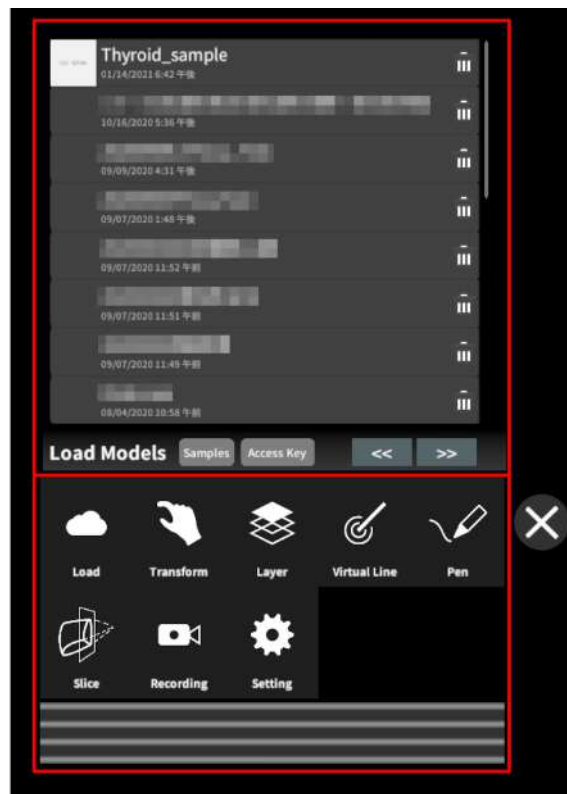 Thyroid_sample
01/14/2021 6:42 午後
10/16/2020 5:36 午後
09/09/2020 4:31 午後
09/07/2020 1:48 午後
09/07/2020 11:52 午前
09/07/2020 11:51 午前
09/07/2020 11:49 午前
08/04/2020 10:58 午前
Load Models Samples Access Key << >>
Load Transform Layer Virtual Line Pen
Slice Recording Setting